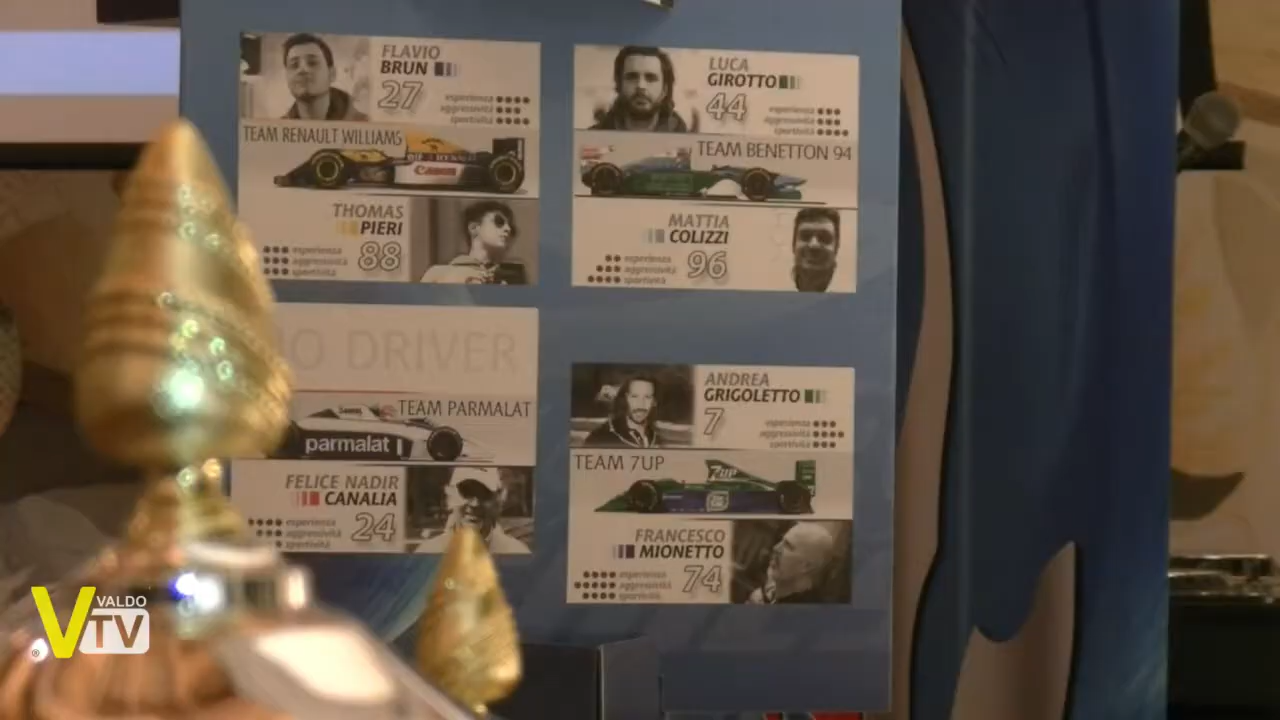 FLAVIO
BRUN
27
esperienza
aggressività
sportività
TEAM RENAULT WILLIAMS
RENAULT
Canon
THOMAS
PIERI
88
esperienza
aggressività
sportività
LUCA
GIROTTO
44
esperienza
aggressività
sportività
TEAM BENETTON 94
MATTIA
COLIZZI
96
esperienza
aggressività
sportività
O DRIVER
TEAM PARMALAT
parmalat
FELICE NADIR
CANALIA
24
esperienza
aggressività
sportività
ANDREA
GRIGOLETTO
7
esperienza
aggressività
sportività
TEAM 7UP
7UP
FRANCESCO
MIONETTO
74
esperienza
aggressività
sportività
V VALDO
TV
®